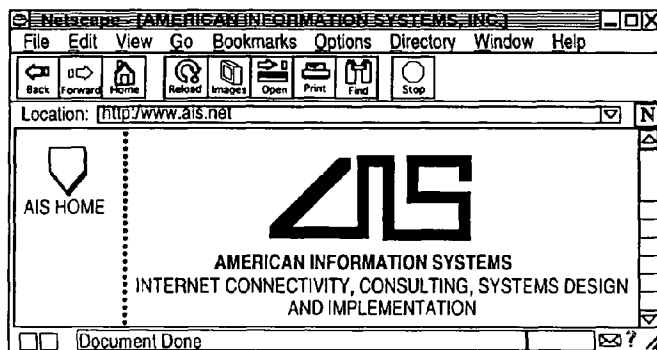 Netscape - [AMERICAN INFORMATION SYSTEMS, INC.]
File Edit View Go Bookmarks Options Directory Window Help
Back Forward Home Reload Images Open Print Find Stop
Location: http:/www.ais.net N
AIS HOME
AIS
AMERICAN INFORMATION SYSTEMS
INTERNET CONNECTIVITY, CONSULTING, SYSTEMS DESIGN
AND IMPLEMENTATION
Document Done ?